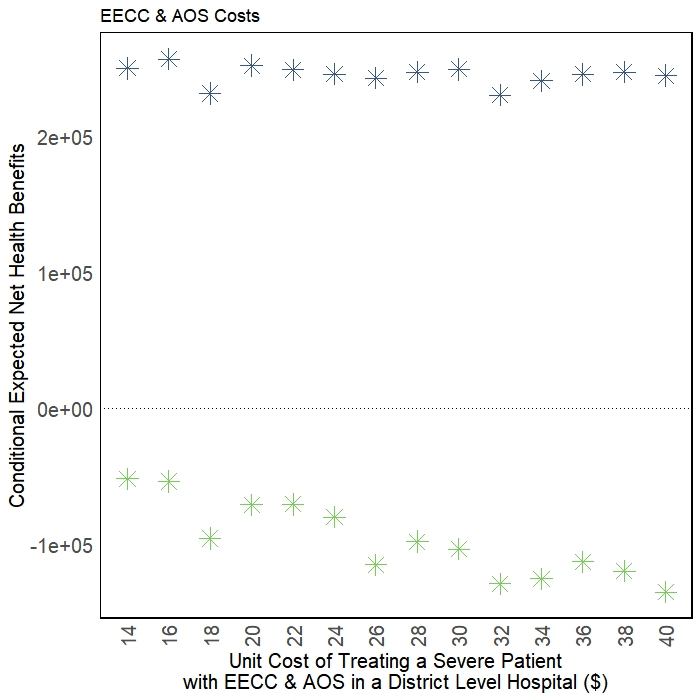 EECC & AOS Costs
Conditional Expected Net Health Benefits
2e+05
1e+05
0e+00
-1e+05
14 16 18 20 22 24 26 28 30 32 34 36 38 40
Unit Cost of Treating a Severe Patient
with EECC & AOS in a District Level Hospital ($)